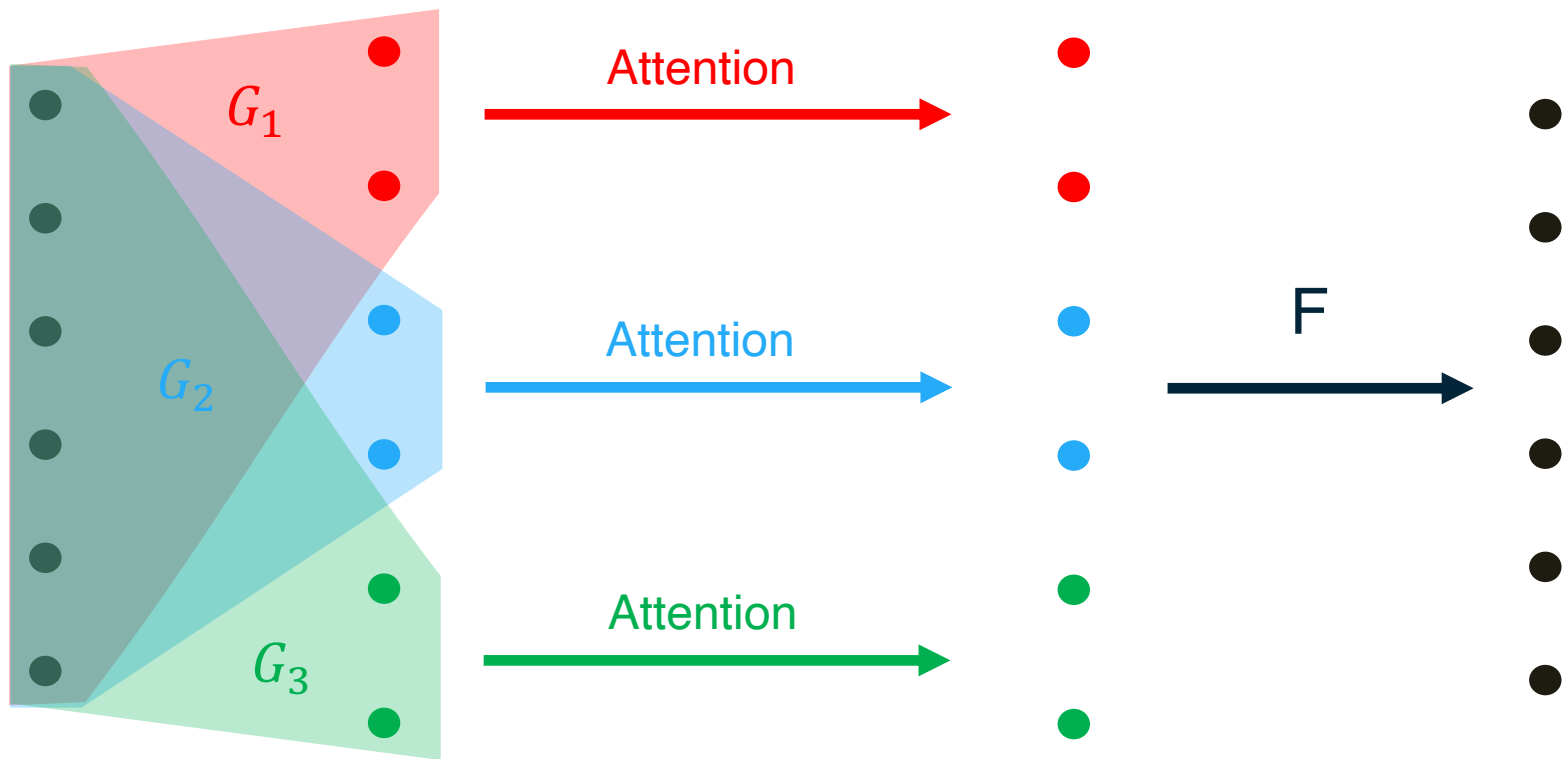 G₁
Attention
G₂
Attention
F
G₃
Attention